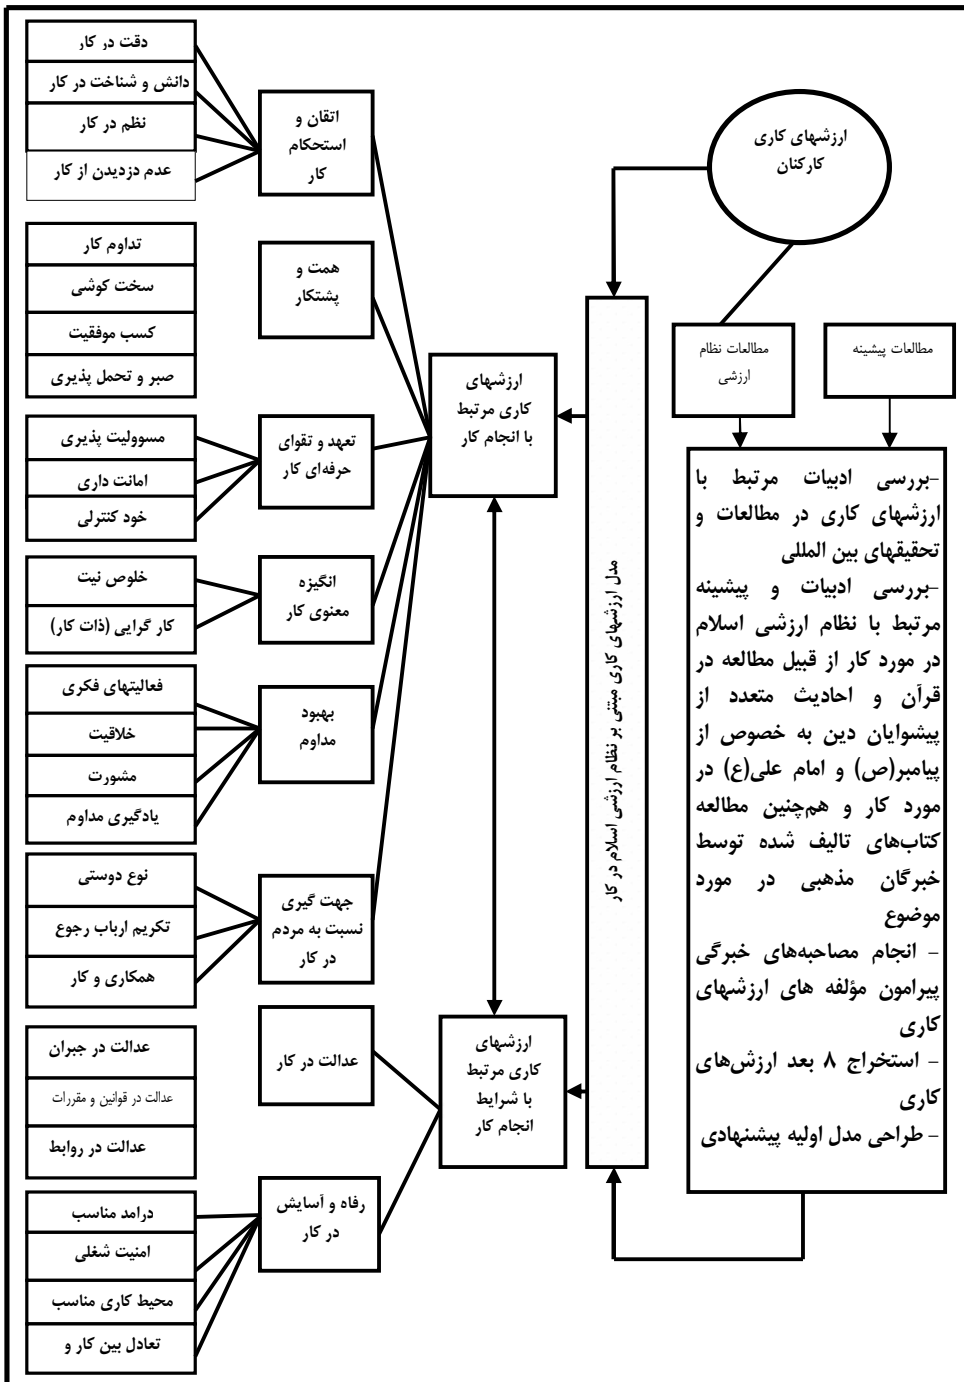 ارزشهای کاری
کارکنان
مطالعات پیشینه
مطالعات نظام
ارزشی
-بررسی ادبیات مرتبط با
ارزشهای کاری در مطالعات و
تحقیقهای بین المللی
-بررسی ادبیات و پیشینه
مرتبط با نظام ارزشی اسلام
در مورد کار از قبیل مطالعه در
قرآن و احادیث متعدد از
پیشوایان دین به خصوص از
پیامبر(ص) و امام علی(ع) در
مورد کار و هم‌چنین مطالعه
کتاب‌های تالیف شده توسط
خبرگان مذهبی در مورد
موضوع
- انجام مصاحبه‌های خبرگی
پیرامون مؤلفه های ارزشهای
کاری
- استخراج ۸ بعد ارزش‌های
کاری
- طراحی مدل اولیه پیشنهادی
مدل ارزشهای کاری مبتنی بر نظام ارزشی اسلام در کار
ارزشهای
کاری مرتبط
با انجام کار
ارزشهای
کاری مرتبط
با شرایط
انجام کار
اتقان و
استحکام
کار
همت و
پشتکار
تعهد و تقوای
حرفه‌ای کار
انگیزه
معنوی کار
بهبود
مداوم
جهت گیری
نسبت به مردم
در کار
عدالت در کار
رفاه و آسایش
در کار
دقت در کار
دانش و شناخت در کار
نظم در کار
عدم دزدیدن از کار
تداوم کار
سخت کوشی
کسب موفقیت
صبر و تحمل پذیری
مسوولیت پذیری
امانت داری
خود کنترلی
خلوص نیت
کار گرایی (ذات کار)
فعالیتهای فکری
خلاقیت
مشورت
یادگیری مداوم
نوع دوستی
تکریم ارباب رجوع
همکاری و کار
عدالت در جبران
عدالت در قوانین و مقررات
عدالت در روابط
درامد مناسب
امنیت شغلی
محیط کاری مناسب
تعادل بین کار و